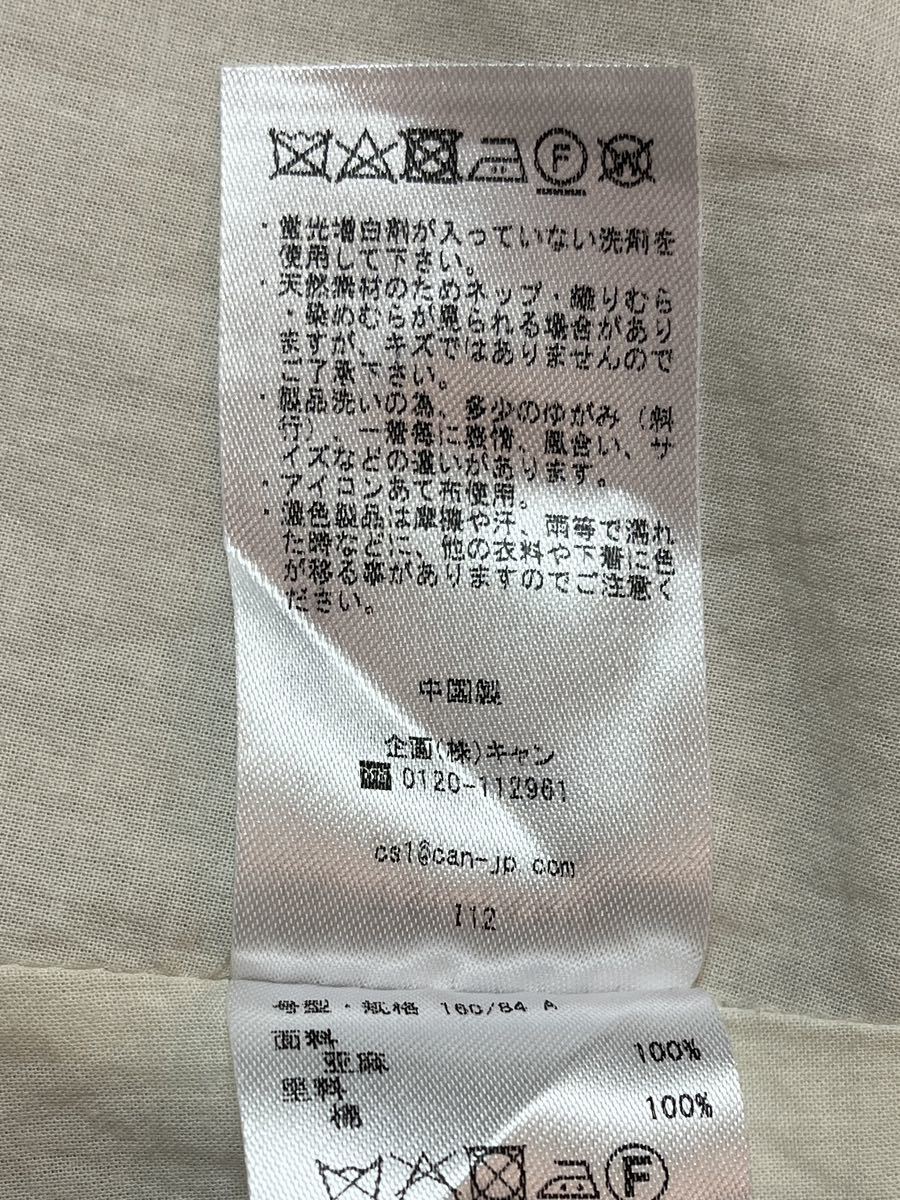 F W
・蛍光増白剤が入っていない洗剤を
使用して下さい。
・天然素材のためネップ・織りむら
・染めむらが見られる場合があり
ますが、キズではありませんので
ご了承下さい。
・製品洗いの為、多少のゆがみ（斜
行）、一着毎に表情、風合い、サ
イズなどの違いがあります。
・アイロンあて布使用。
・濃色製品は摩擦や汗、雨等で濡れ
た時などに、他の衣料や下着に色
が移る事がありますのでご注意く
ださい。
中国製
企画(株)キャン
0120-112961
cs1@can-jp.com
112
号型・规格 160/84 A
面料
亚麻 100%
里料
棉 100%
F